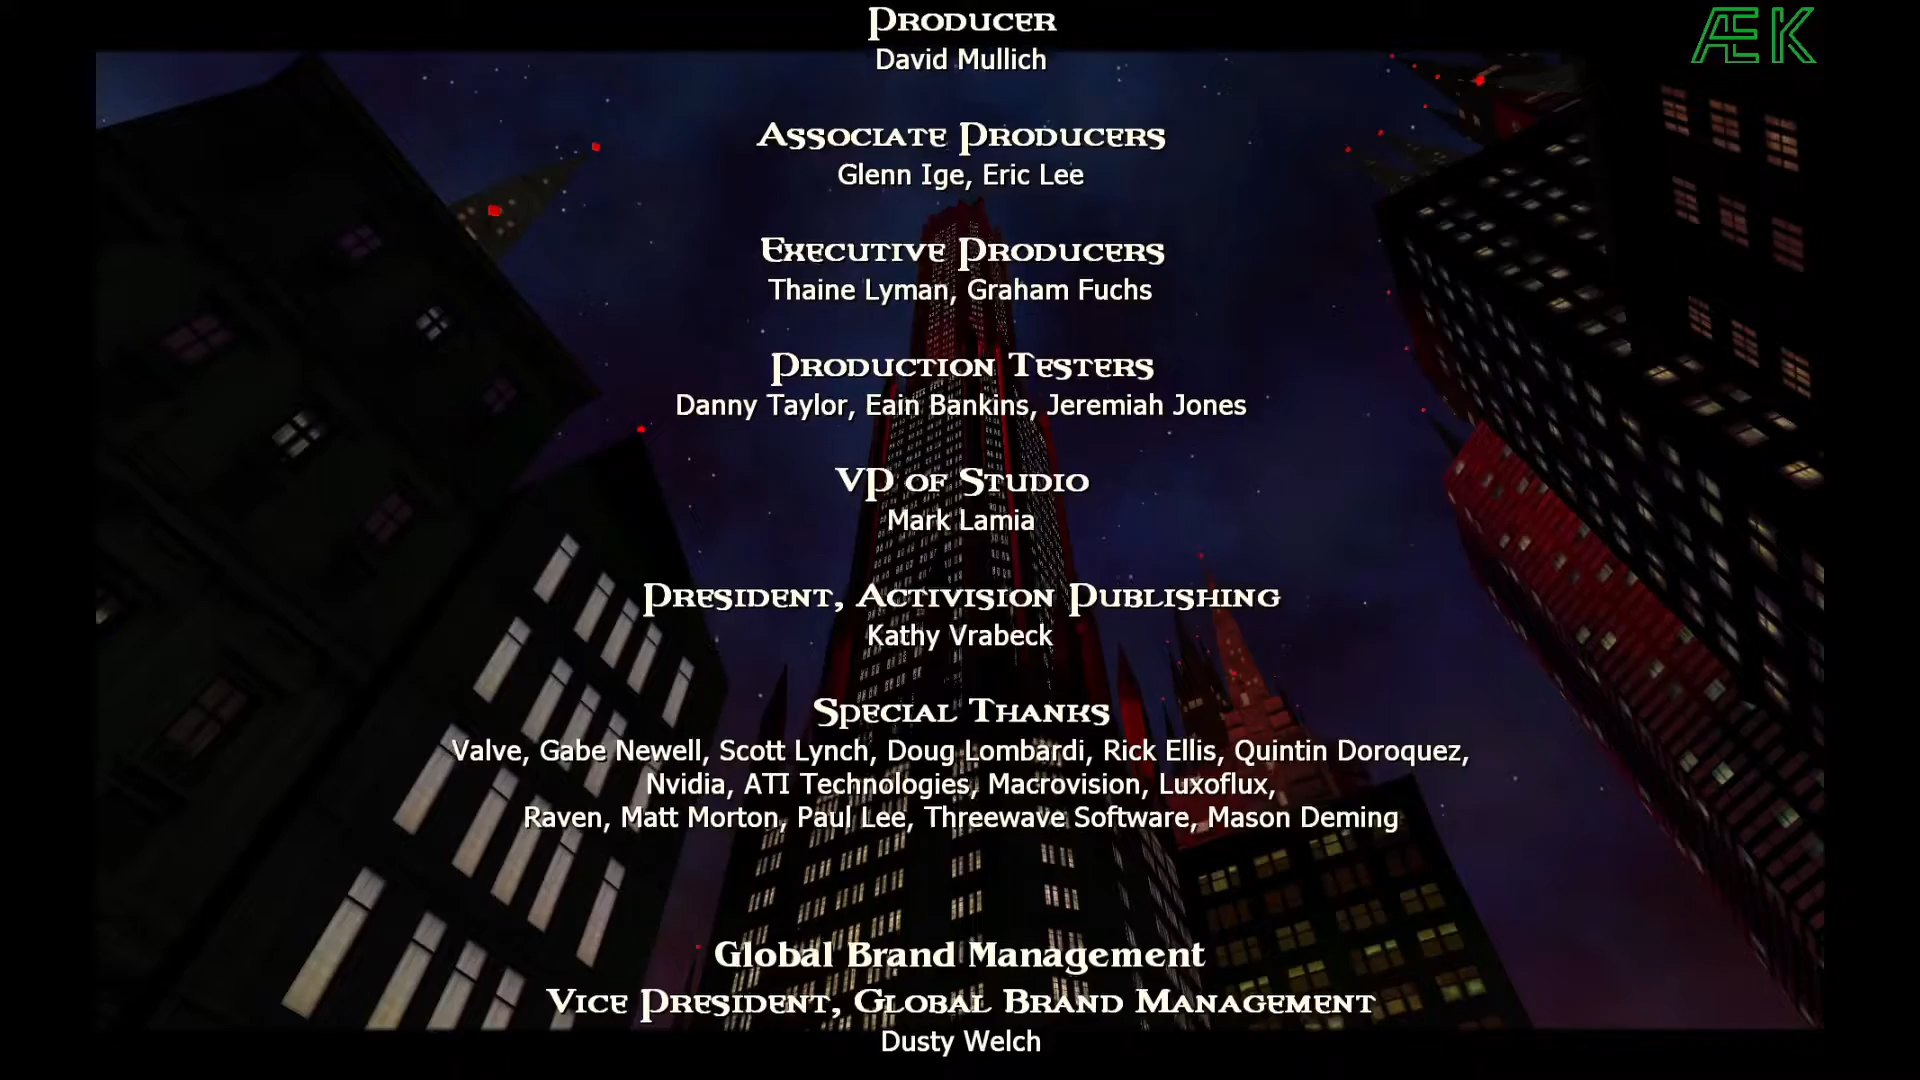 Producer
David Mullich
ÆK
Associate Producers
Glenn Ige, Eric Lee
Executive Producers
Thaine Lyman, Graham Fuchs
Production Testers
Danny Taylor, Eain Bankins, Jeremiah Jones
VP of Studio
Mark Lamia
President, Activision Publishing
Kathy Vrabeck
Special Thanks
Valve, Gabe Newell, Scott Lynch, Doug Lombardi, Rick Ellis, Quintin Doroquez,
Nvidia, ATI Technologies, Macrovision, Luxoflux,
Raven, Matt Morton, Paul Lee, Threewave Software, Mason Deming
Global Brand Management
Vice President, Global Brand Management
Dusty Welch